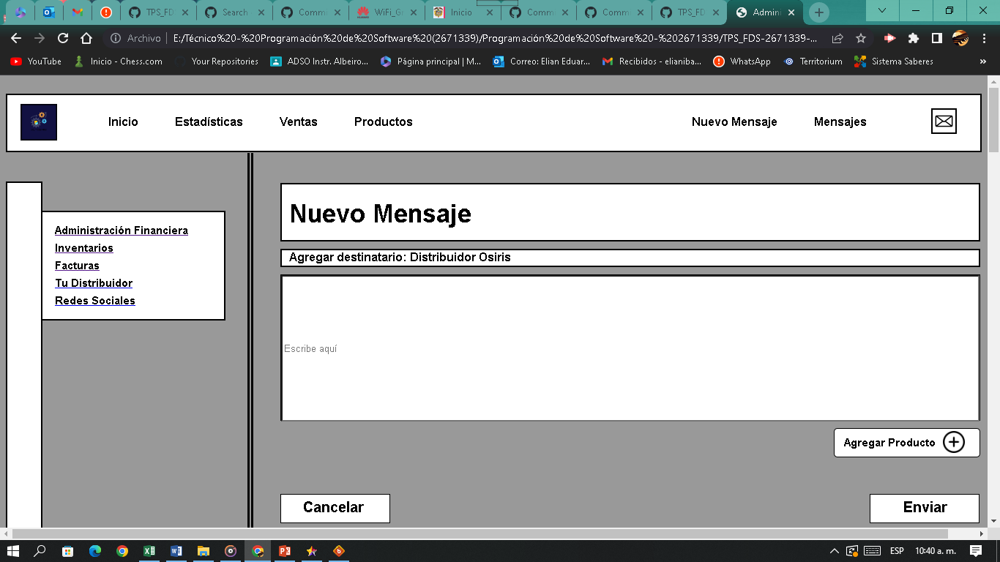 TPS_FD
Search
Comm
WiFi_G
Inicio
Comm
Commi
TPS_FD
Admini
Archivo
E:/Técnico%20-%20Programación%20de%20Software%20(2671339)/Programación%20de%20Software%20-%202671339/TPS_FDS-2671339-...
YouTube
Inicio - Chess.com
Your Repositories
ADSO Instr. Albeiro...
Página principal | M...
Correo: Elian Eduar...
Recibidos - elianiba...
WhatsApp
Territorium
Sistema Saberes
»
Inicio
Estadísticas
Ventas
Productos
Nuevo Mensaje
Mensajes
Administración Financiera
Inventarios
Facturas
Tu Distribuidor
Redes Sociales
Nuevo Mensaje
Agregar destinatario: Distribuidor Osiris
Escribe aquí
Agregar Producto
Cancelar
Enviar
ESP
10:40 a. m.